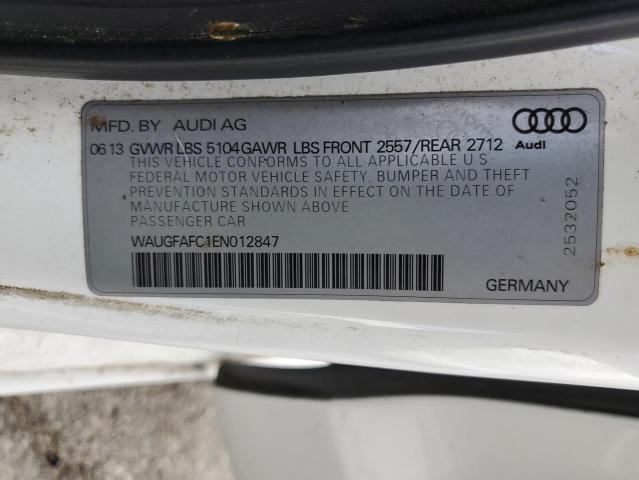 MFD. BY AUDI AG
06 13 GVWR LBS 5104 GAWR LBS FRONT 2557/REAR 2712
Audi
THIS VEHICLE CONFORMS TO ALL APPLICABLE U S
FEDERAL MOTOR VEHICLE SAFETY, BUMPER AND THEFT
PREVENTION STANDARDS IN EFFECT ON THE DATE OF
MANUFACTURE SHOWN ABOVE
PASSENGER CAR
WAUGFAFC1EN012847
GERMANY
2532052